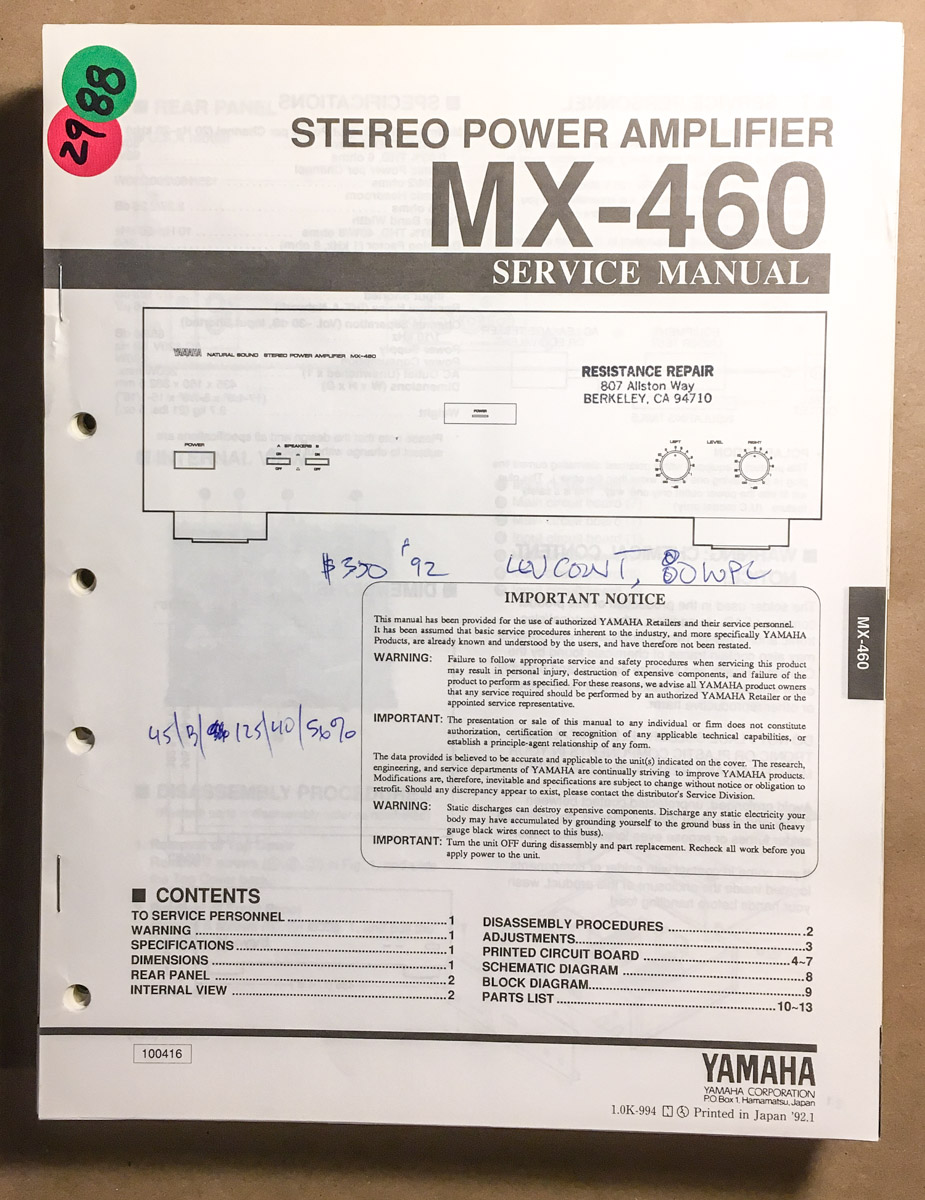 88
29
STEREO POWER AMPLIFIER
MX-460
SERVICE MANUAL
YAMAHA NATURAL SOUND STEREO POWER AMPLIFIER MX-460
RESISTANCE REPAIR
807 Allston Way
BERKELEY, CA 94710
POWER
POWER
A SPEAKERS B
ON ON
OFF OFF
LEFT LEVEL RIGHT
$350 '92 80WPC
IMPORTANT NOTICE
This manual has been provided for the use of authorized YAMAHA Retailers and their service personnel.
It has been assumed that basic service procedures inherent to the industry, and more specifically YAMAHA
Products, are already known and understood by the users, and have therefore not been restated.
WARNING: Failure to follow appropriate service and safety procedures when servicing this product
may result in personal injury, destruction of expensive components, and failure of the
product to perform as specified. For these reasons, we advise all YAMAHA product owners
that any service required should be performed by an authorized YAMAHA Retailer or the
appointed service representative.
IMPORTANT: The presentation or sale of this manual to any individual or firm does not constitute
authorization, certification or recognition of any applicable technical capabilities, or
establish a principle-agent relationship of any form.
The data provided is believed to be accurate and applicable to the unit(s) indicated on the cover. The research,
engineering, and service departments of YAMAHA are continually striving to improve YAMAHA products.
Modifications are, therefore, inevitable and specifications are subject to change without notice or obligation to
retrofit. Should any discrepancy appear to exist, please contact the distributor's Service Division.
WARNING: Static discharges can destroy expensive components. Discharge any static electricity your
body may have accumulated by grounding yourself to the ground buss in the unit (heavy
gauge black wires connect to this buss).
IMPORTANT: Turn the unit OFF during disassembly and part replacement. Recheck all work before you
apply power to the unit.
MX-460
125/40/56%
■ CONTENTS
TO SERVICE PERSONNEL ........ 1
WARNING ........ 1
SPECIFICATIONS ........ 1
DIMENSIONS ........ 1
REAR PANEL ........ 2
INTERNAL VIEW ........ 2
DISASSEMBLY PROCEDURES ........ 2
ADJUSTMENTS ........ 3
PRINTED CIRCUIT BOARD ........ 4~7
SCHEMATIC DIAGRAM ........ 8
BLOCK DIAGRAM ........ 9
PARTS LIST ........ 10~13
100416
YAMAHA
YAMAHA CORPORATION
P.O.Box 1, Hamamatsu, Japan
1.0K-994 Printed in Japan '92.1